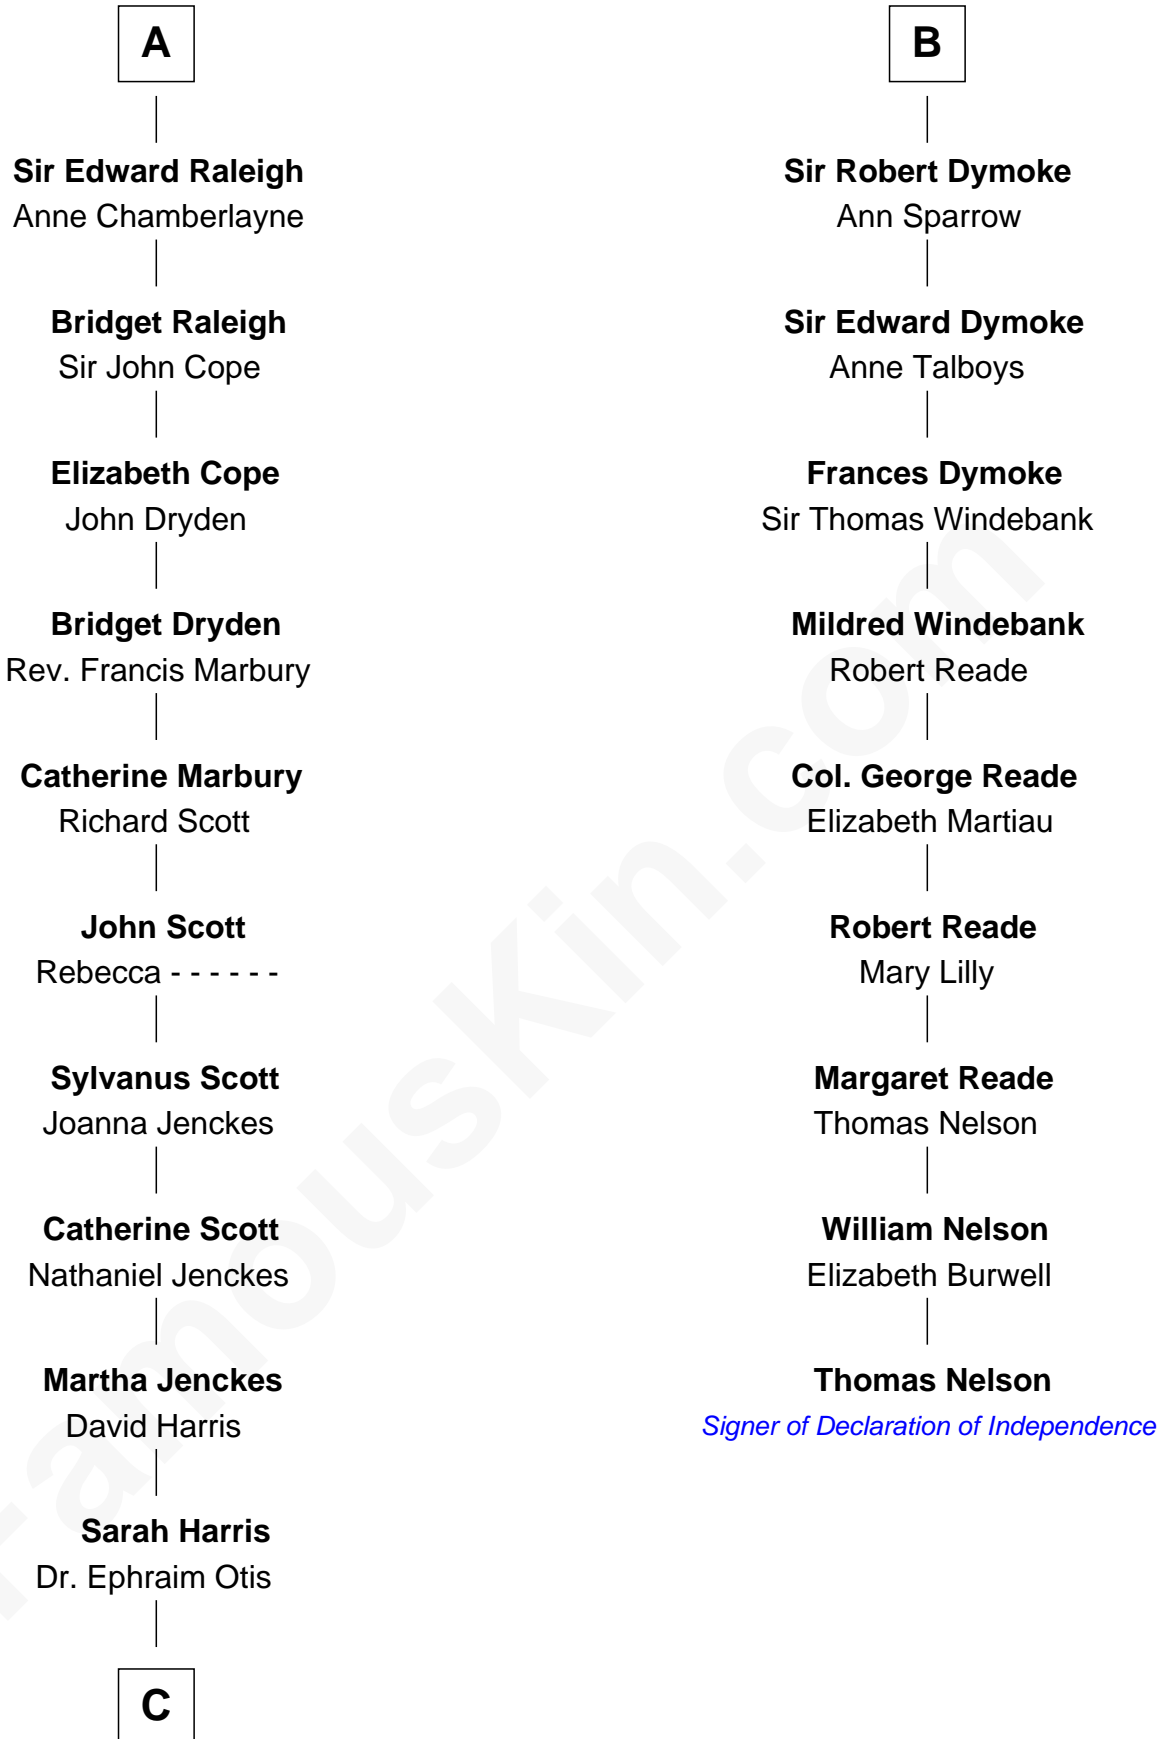 A
Sir Edward Raleigh
Anne Chamberlayne
Bridget Raleigh
Sir John Cope
Elizabeth Cope
John Dryden
Bridget Dryden
Rev. Francis Marbury
Catherine Marbury
Richard Scott
John Scott
Rebecca - - - - - -
Sylvanus Scott
Joanna Jenckes
Catherine Scott
Nathaniel Jenckes
Martha Jenckes
David Harris
Sarah Harris
Dr. Ephraim Otis
C
B
Sir Robert Dymoke
Ann Sparrow
Sir Edward Dymoke
Anne Talboys
Frances Dymoke
Sir Thomas Windebank
Mildred Windebank
Robert Reade
Col. George Reade
Elizabeth Martiau
Robert Reade
Mary Lilly
Margaret Reade
Thomas Nelson
William Nelson
Elizabeth Burwell
Thomas Nelson
Signer of Declaration of Independence
FamousKin.com